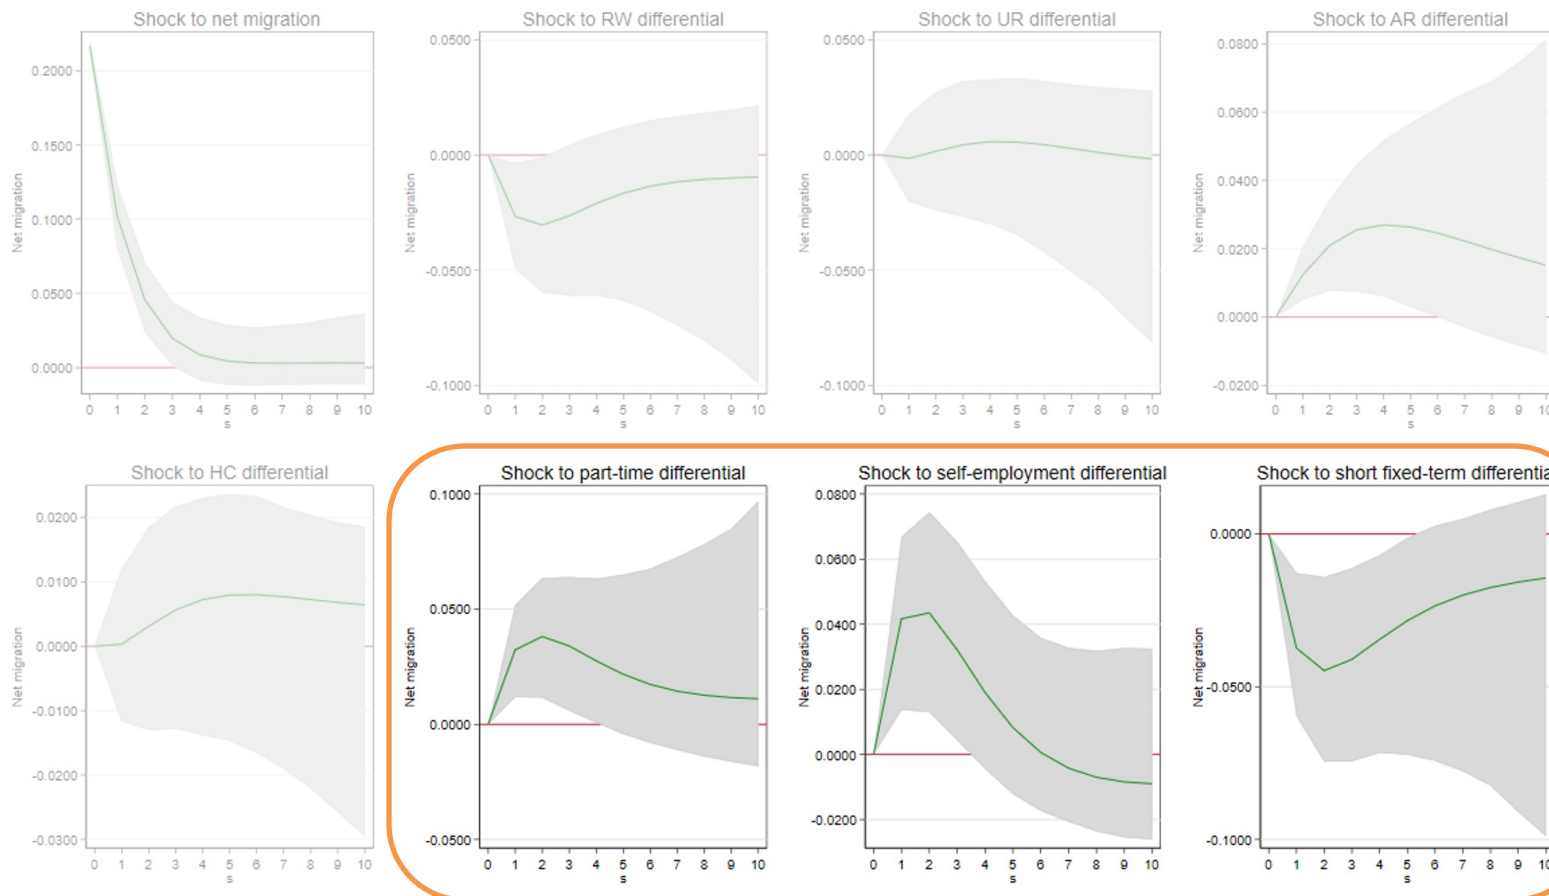 Shock to net migration
0.2000
0.1500
0.1000
0.0500
0.0000
Net migration
0 1 2 3 4 5 6 7 8 9 10
s
Shock to RW differential
0.0500
0.0000
-0.0500
-0.1000
Net migration
0 1 2 3 4 5 6 7 8 9 10
s
Shock to UR differential
0.0500
0.0000
-0.0500
-0.1000
Net migration
0 1 2 3 4 5 6 7 8 9 10
s
Shock to AR differential
0.0800
0.0600
0.0400
0.0200
0.0000
-0.0200
Net migration
0 1 2 3 4 5 6 7 8 9 10
s
Shock to HC differential
0.0200
0.0100
0.0000
-0.0100
-0.0200
-0.0300
Net migration
0 1 2 3 4 5 6 7 8 9 10
s
Shock to part-time differential
0.1000
0.0500
0.0000
-0.0500
Net migration
0 1 2 3 4 5 6 7 8 9 10
s
Shock to self-employment differential
0.0800
0.0600
0.0400
0.0200
0.0000
-0.0200
Net migration
0 1 2 3 4 5 6 7 8 9 10
s
Shock to short fixed-term differentia
0.0000
-0.0500
-0.1000
Net migration
0 1 2 3 4 5 6 7 8 9 10
s